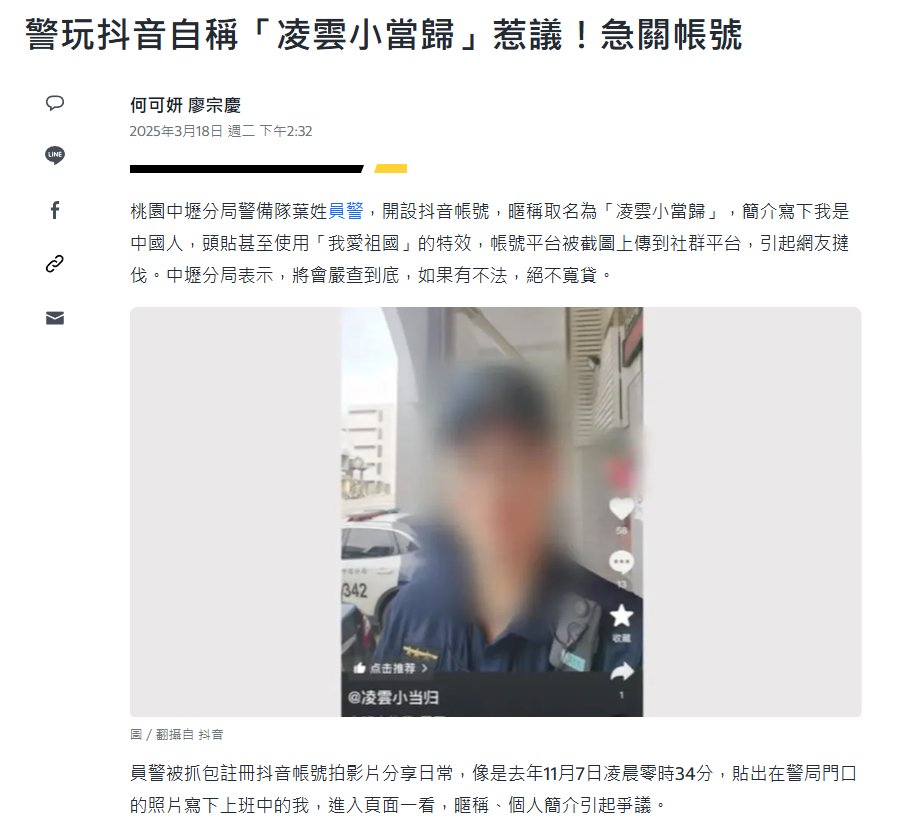 警玩抖音自稱「凌雲小當歸」惹議！急關帳號
何可妍 廖宗慶
2025年3月18日 週二 下午2:32
LINE
桃園中壢分局警備隊葉姓員警，開設抖音帳號，暱稱取名為「凌雲小當歸」，簡介寫下我是
中國人，頭貼甚至使用「我愛祖國」的特效，帳號平台被截圖上傳到社群平台，引起網友撻
伐。中壢分局表示，將會嚴查到底，如果有不法，絕不寬貸。
342
58
13
收藏
点击推荐 >
1
@凌雲小当归
圖 / 翻攝自 抖音
員警被抓包註冊抖音帳號拍影片分享日常，像是去年11月7日凌晨零時34分，貼出在警局門口
的照片寫下上班中的我，進入頁面一看，暱稱、個人簡介引起爭議。